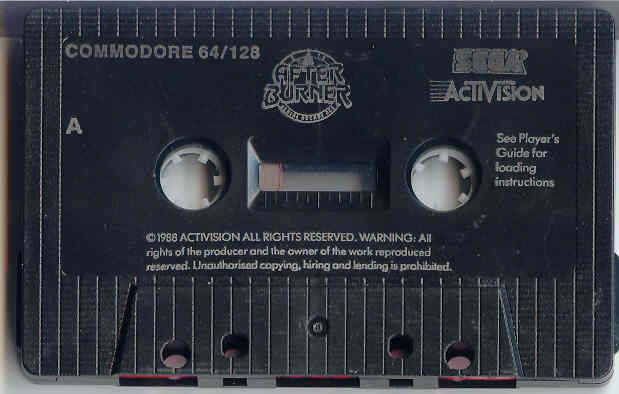 COMMODORE 64/128
AFTER
BURNER
SEGA®
ACTIVISION
A
See Player's
Guide for
loading
instructions
©1988 ACTIVISION ALL RIGHTS RESERVED. WARNING: All
rights of the producer and the owner of the work reproduced
reserved. Unauthorised copying, hiring and lending is prohibited.